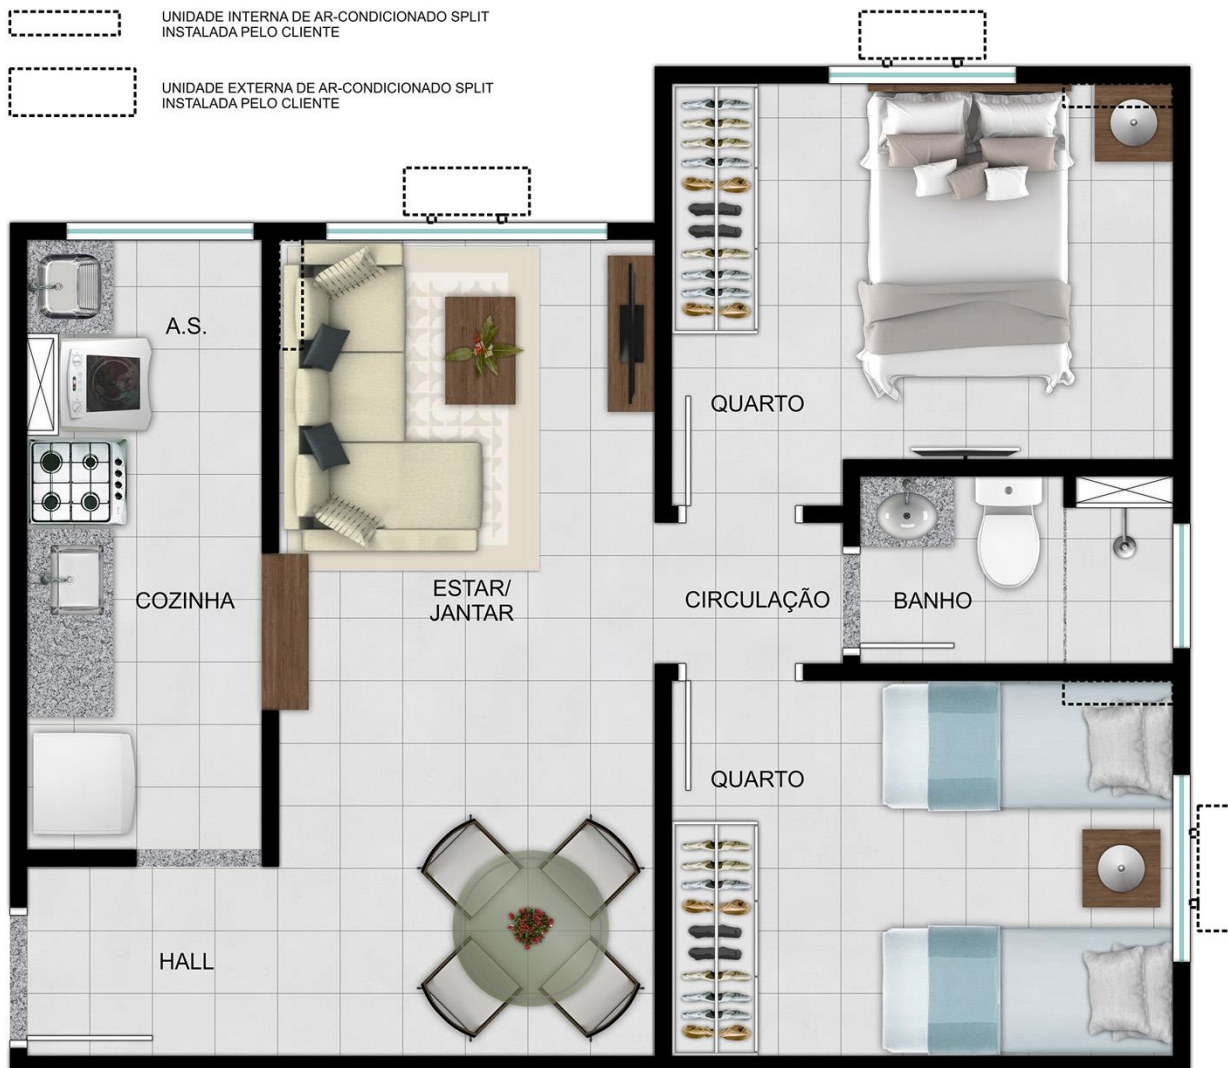 UNIDADE INTERNA DE AR-CONDICIONADO SPLIT
INSTALADA PELO CLIENTE
UNIDADE EXTERNA DE AR-CONDICIONADO SPLIT
INSTALADA PELO CLIENTE
A.S.
QUARTO
COZINHA
ESTAR/
JANTAR
CIRCULAÇÃO
BANHO
QUARTO
HALL